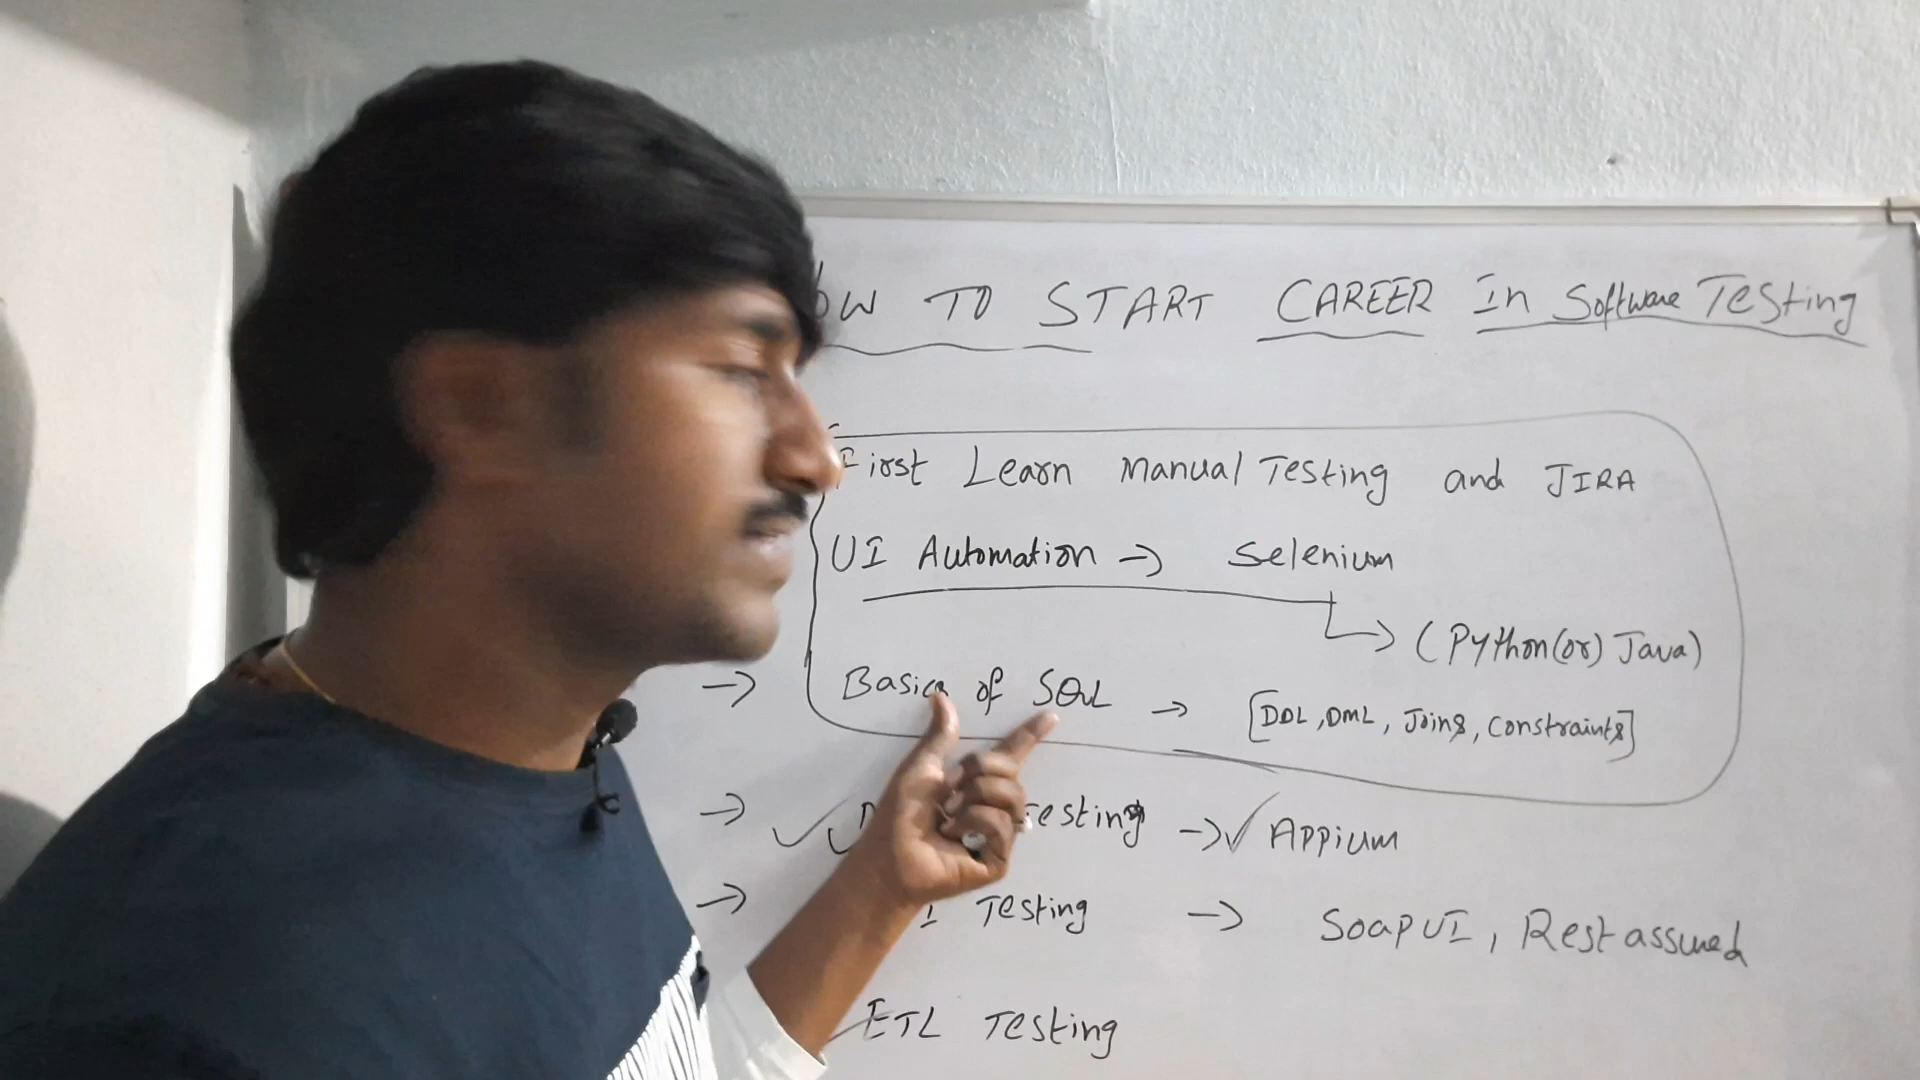 OW TO START CAREER In Software Testing
First Learn Manual Testing and JIRA
UI Automation -> Selenium
-> (Python(or) Java)
-> Basics of SQL -> [DDL, DML, Joins, Constraints]
-> Testing -> Appium
-> I Testing -> SoapUI, Rest assured
ETL Testing